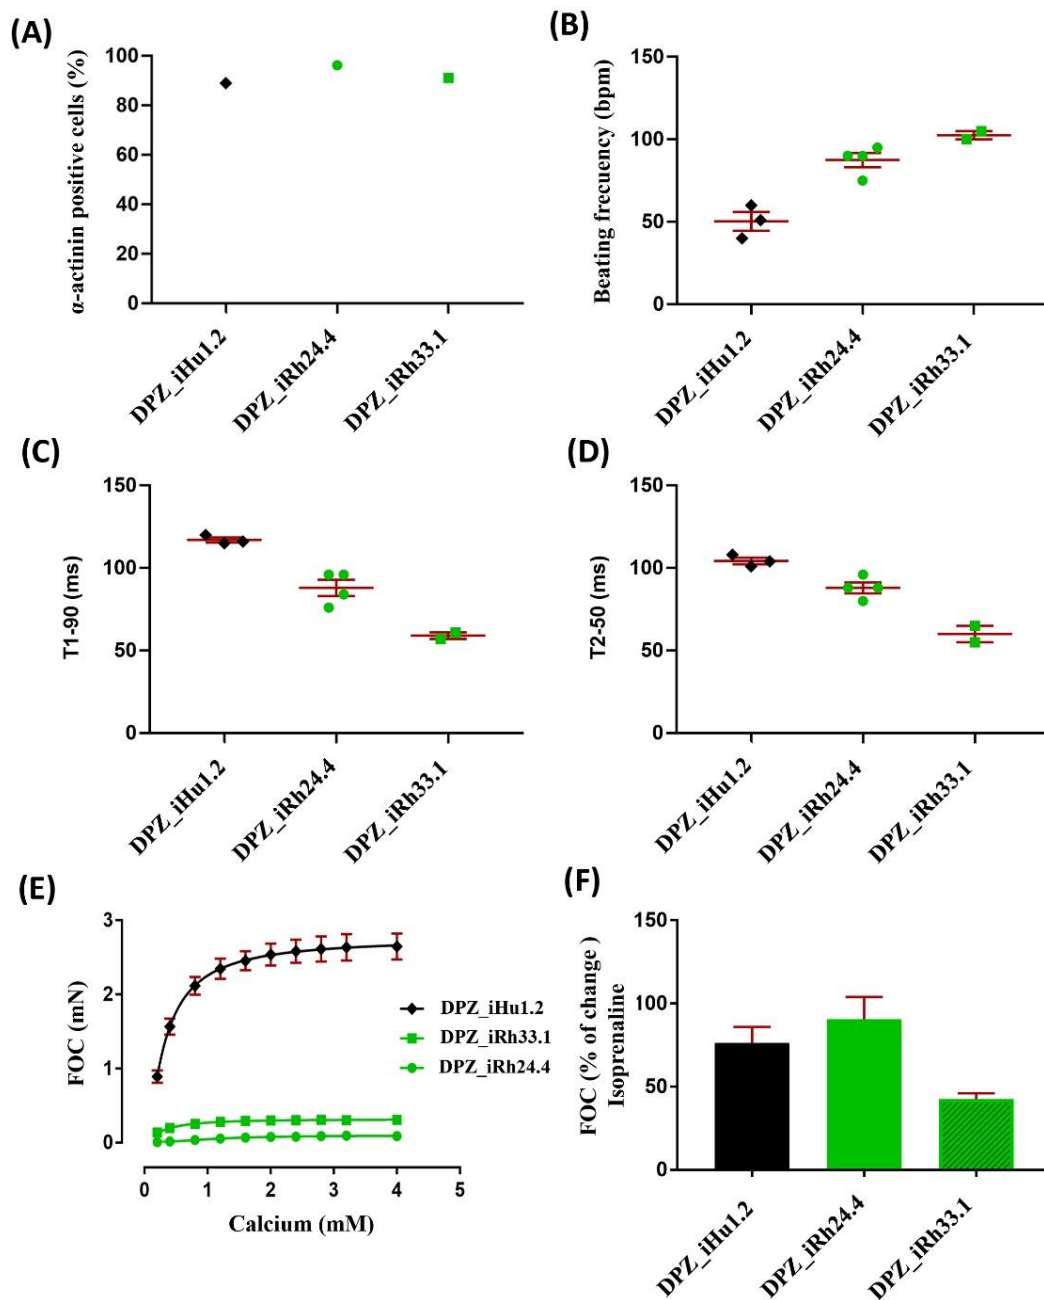 (A)
α-actinin positive cells (%)
100
80
60
40
20
0
DPZ_iHu1.2
DPZ_iRh24.4
DPZ_iRh33.1
(B)
Beating frecuency (bpm)
150
100
50
0
DPZ_iHu1.2
DPZ_iRh24.4
DPZ_iRh33.1
(C)
T1-90 (ms)
150
100
50
0
DPZ_iHu1.2
DPZ_iRh24.4
DPZ_iRh33.1
(D)
T2-50 (ms)
150
100
50
0
DPZ_iHu1.2
DPZ_iRh24.4
DPZ_iRh33.1
(E)
FOC (mN)
3
2
1
0
0 1 2 3 4 5
Calcium (mM)
DPZ_iHu1.2
DPZ_iRh33.1
DPZ_iRh24.4
(F)
FOC (% of change )
Isoprenaline
150
100
50
0
DPZ_iHu1.2
DPZ_iRh24.4
DPZ_iRh33.1